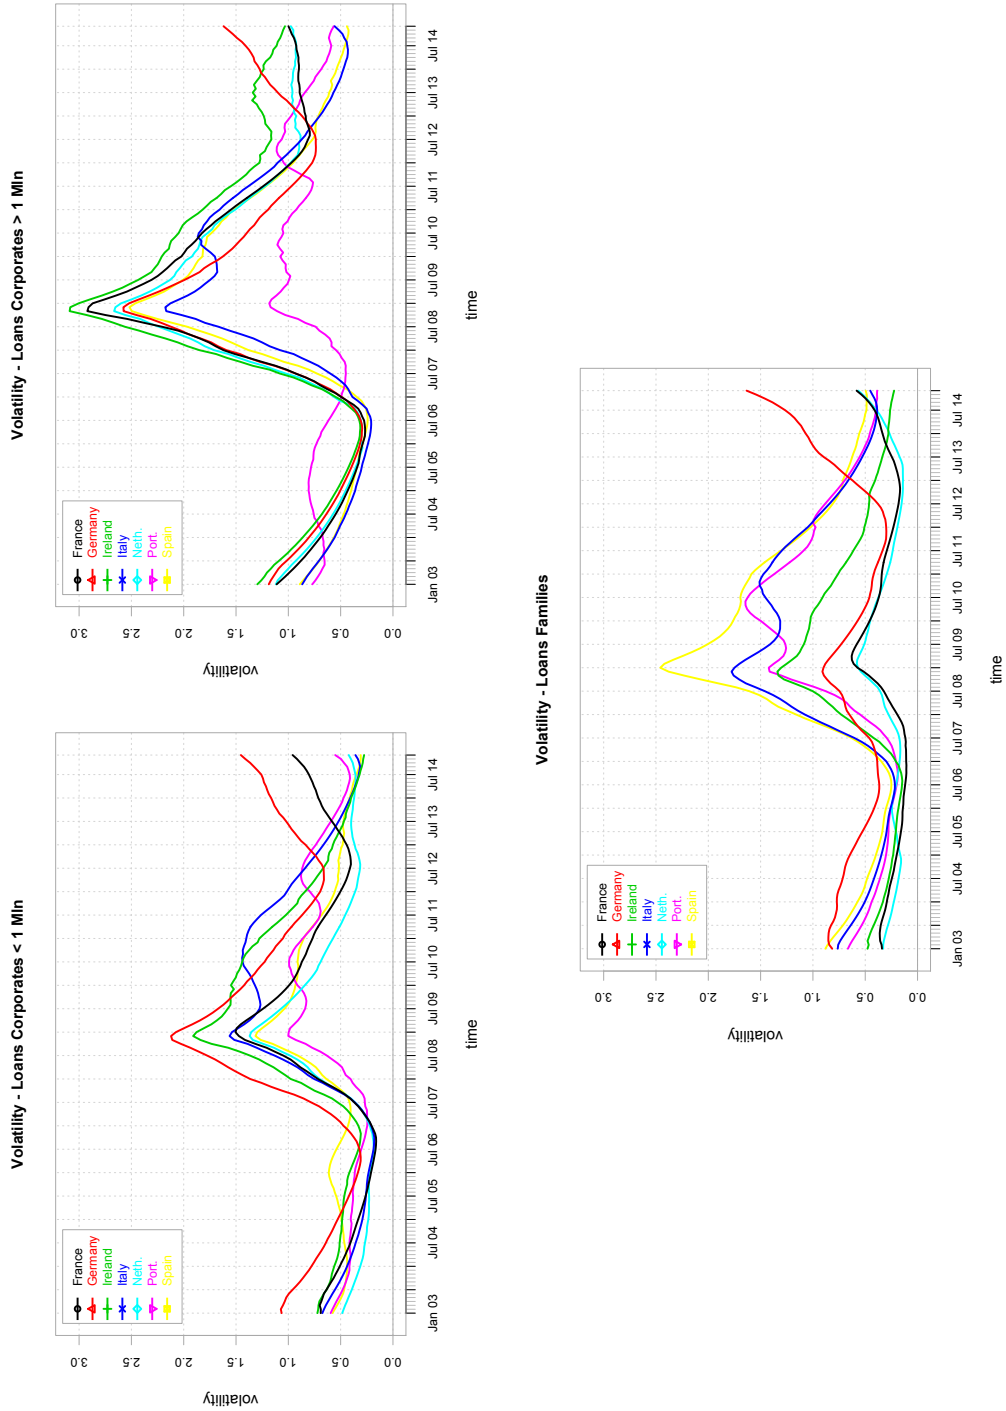 Volatility - Loans Corporates < 1 Mln
volatility
3.0
2.5
2.0
1.5
1.0
0.5
0.0
France
Germany
Ireland
Italy
Neth.
Port.
Spain
Jan 03
Jul 04
Jul 05
Jul 06
Jul 07
Jul 08
Jul 09
Jul 10
Jul 11
Jul 12
Jul 13
Jul 14
time
Volatility - Loans Corporates > 1 Mln
volatility
3.0
2.5
2.0
1.5
1.0
0.5
0.0
France
Germany
Ireland
Italy
Neth.
Port.
Spain
Jan 03
Jul 04
Jul 05
Jul 06
Jul 07
Jul 08
Jul 09
Jul 10
Jul 11
Jul 12
Jul 13
Jul 14
time
Volatility - Loans Families
volatility
3.0
2.5
2.0
1.5
1.0
0.5
0.0
France
Germany
Ireland
Italy
Neth.
Port.
Spain
Jan 03
Jul 04
Jul 05
Jul 06
Jul 07
Jul 08
Jul 09
Jul 10
Jul 11
Jul 12
Jul 13
Jul 14
time